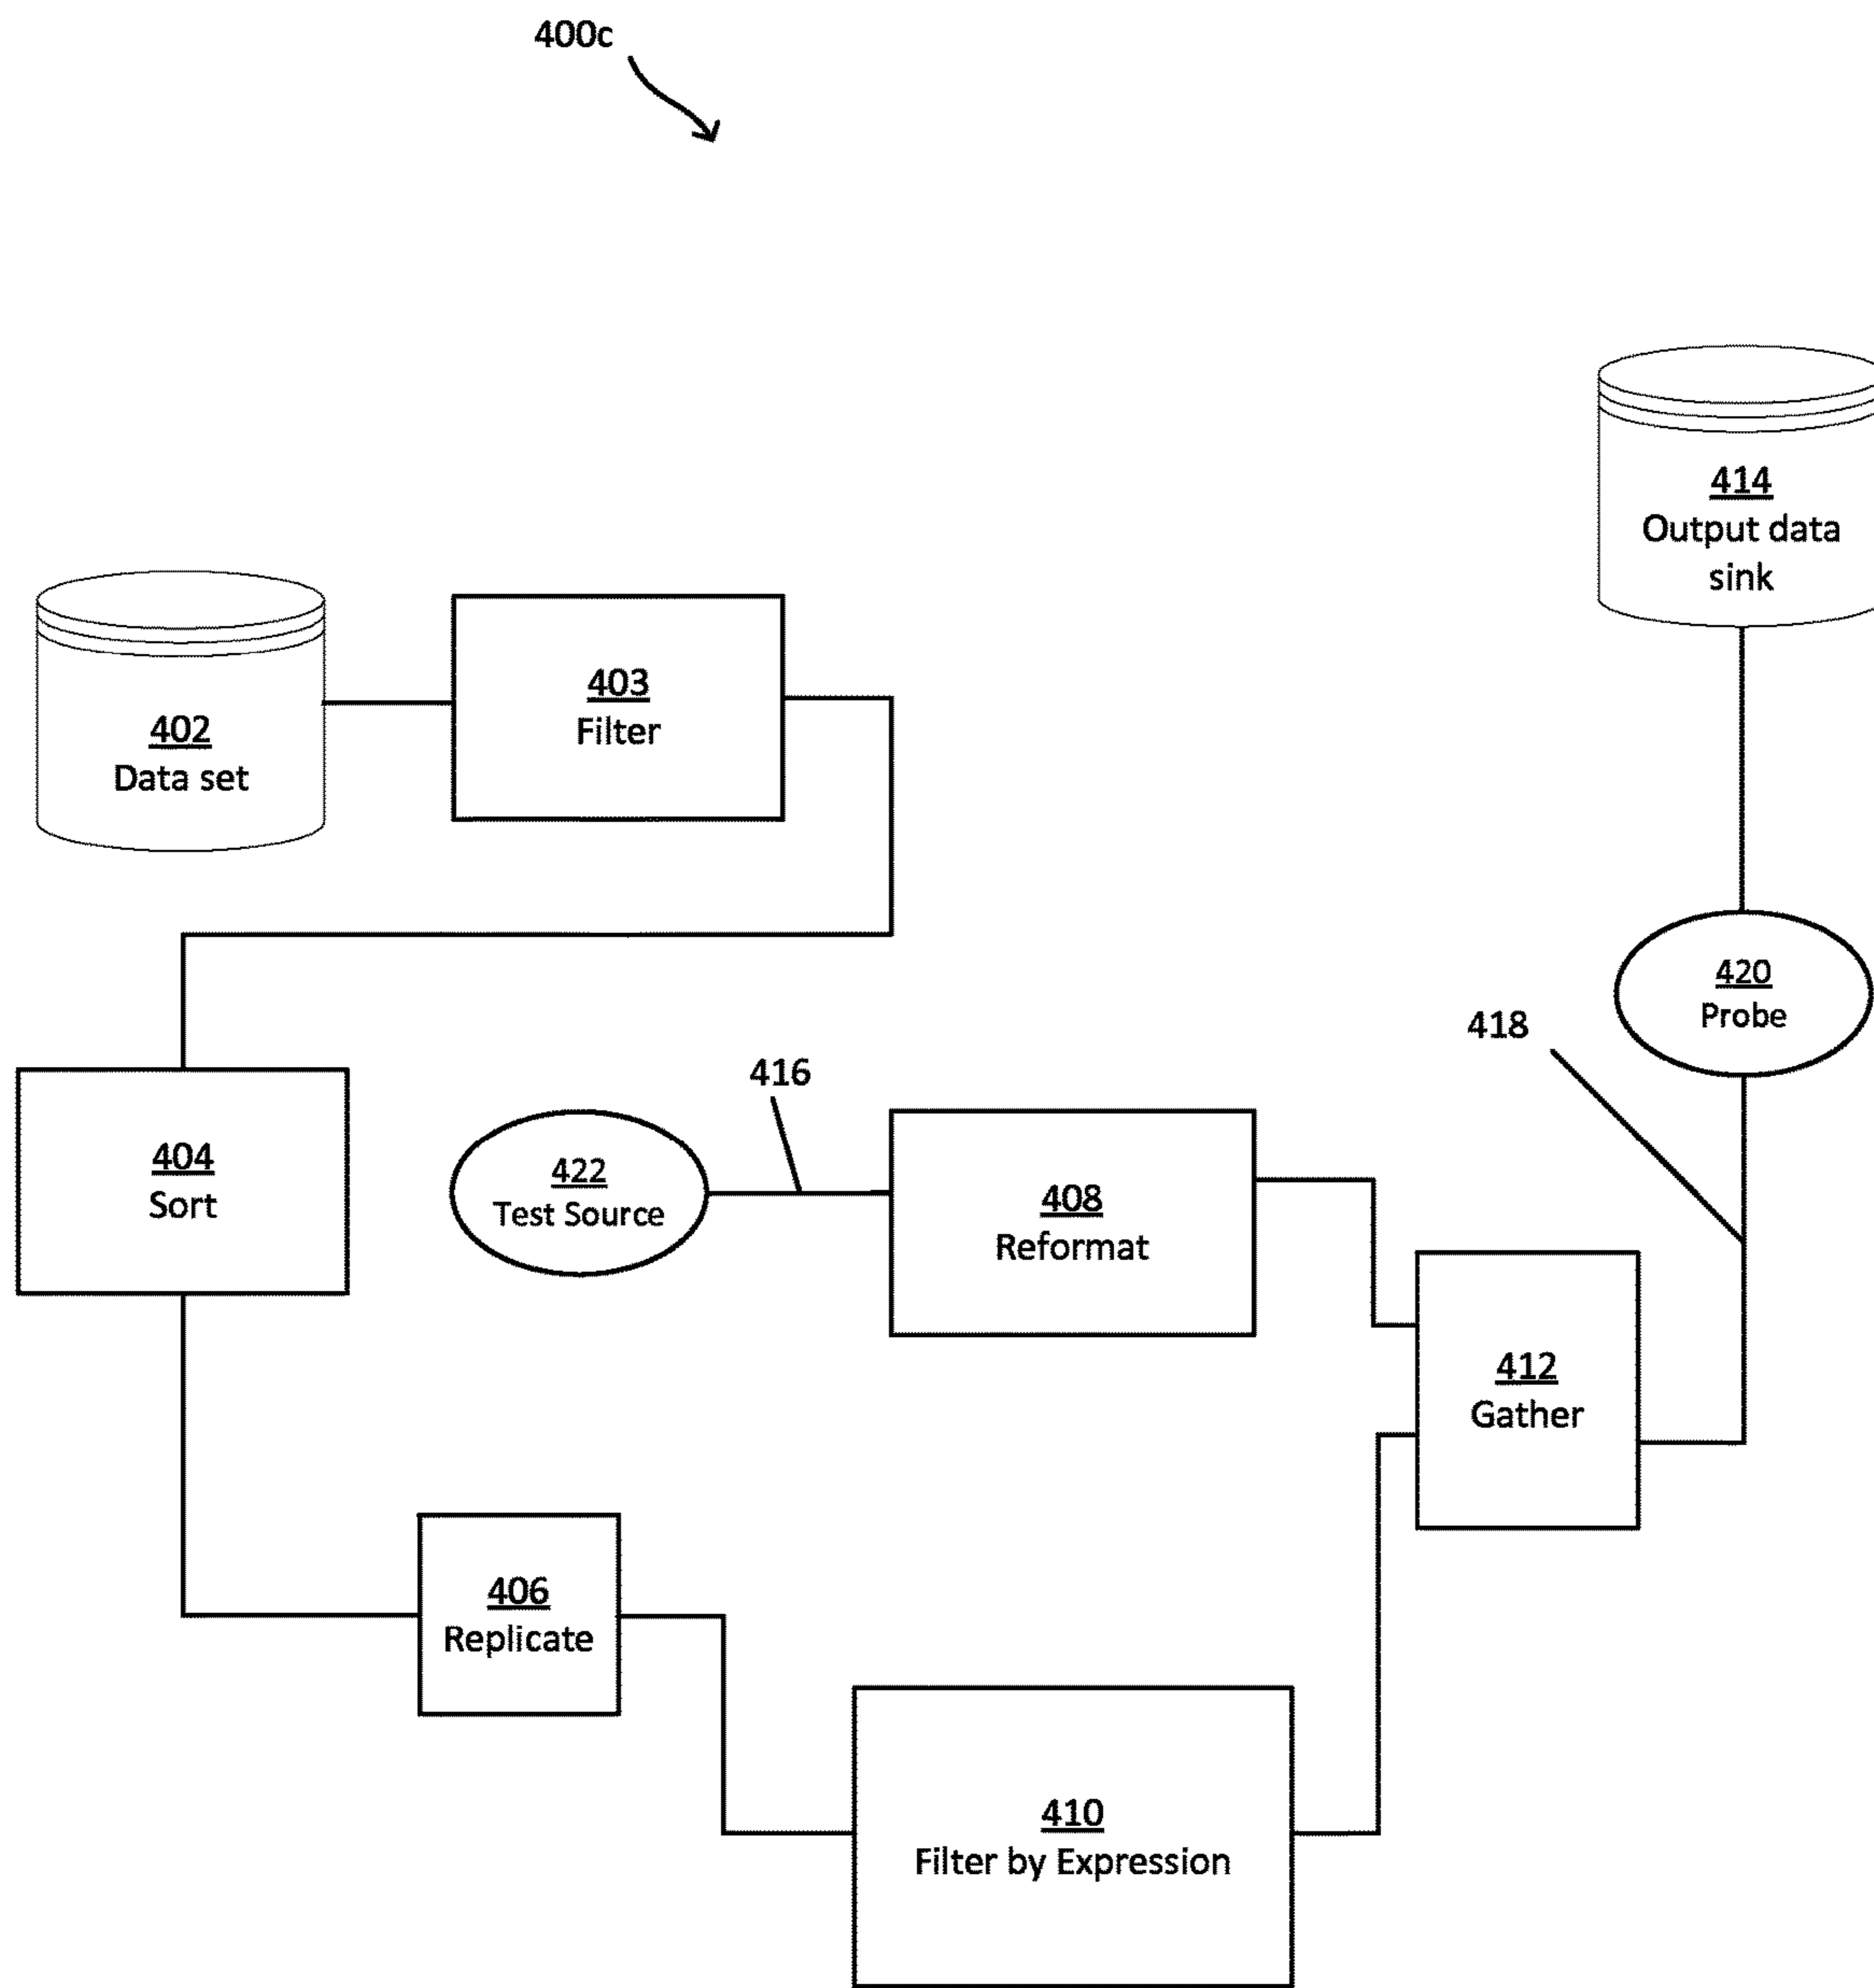 400c
414
Output data
sink
402
Data set
403
Filter
420
Probe
418
416
404
Sort
422
Test Source
408
Reformat
412
Gather
406
Replicate
410
Filter by Expression